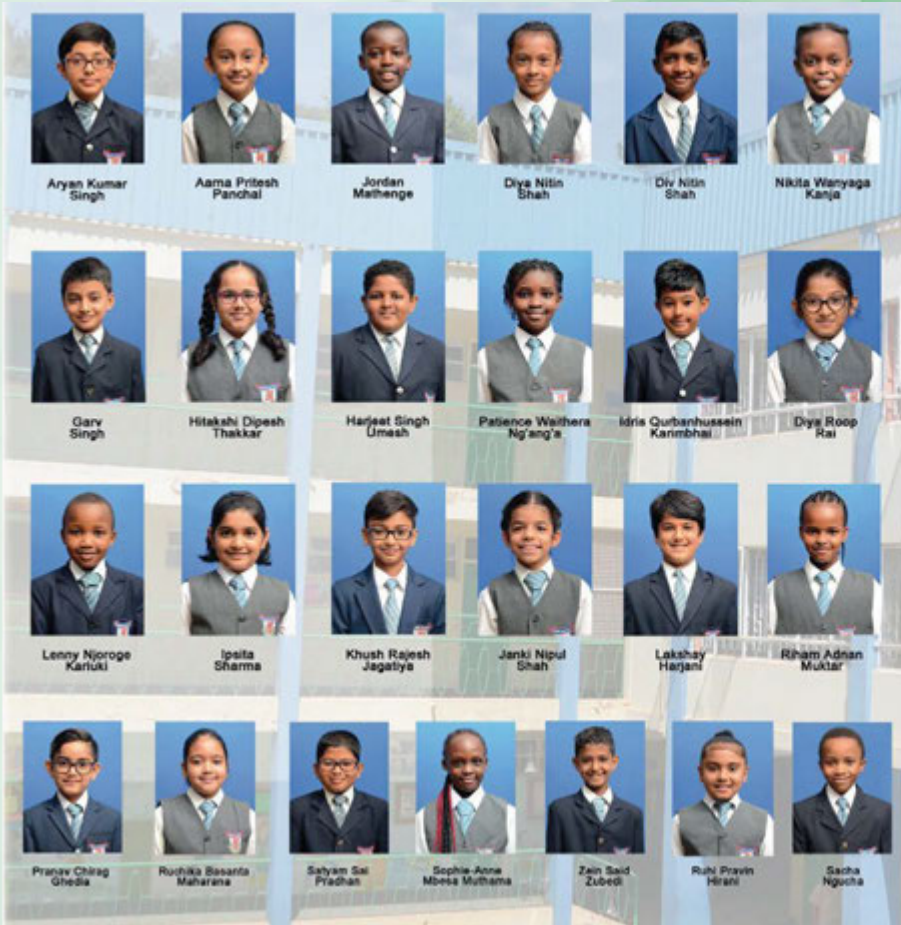 Aryan Kumar
Singh
Aarna Pritesh
Panchal
Jordan
Mathenge
Diya Nitin
Shah
Div Nitin
Shah
Nikita Wanyaga
Kanja
Garv
Singh
Hitakshi Dipesh
Thakkar
Harjeet Singh
Umesh
Patience Waithera
Ng'ang'a
Idris Qurbanhussein
Karimbhai
Diya Roop
Rai
Lenny Njoroge
Kariuki
Ipsita
Sharma
Khush Rajesh
Jagatiya
Janki Nipul
Shah
Lakshay
Harjani
Riham Adnan
Muktar
Pranav Chirag
Ghedia
Ruchika Basanta
Maharana
Satyam Sai
Pradhan
Sophie-Anne
Mbesa Muthama
Zein Said
Zubedi
Ruhi Pravin
Hirani
Sacha
Ngucha